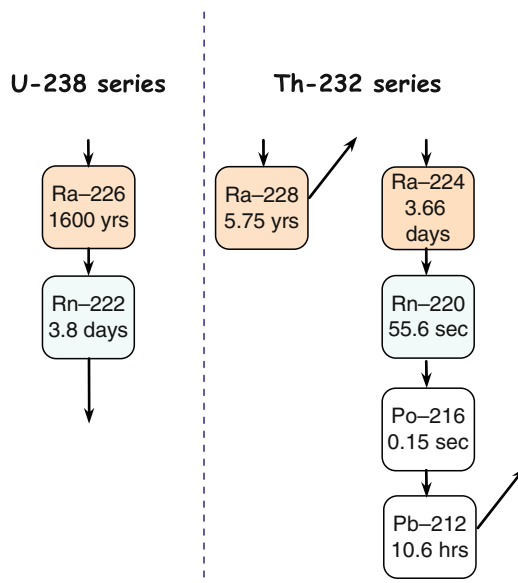 U-238 series
Th-232 series
Ra–226
1600 yrs
Rn–222
3.8 days
Ra–228
5.75 yrs
Ra–224
3.66
days
Rn–220
55.6 sec
Po–216
0.15 sec
Pb–212
10.6 hrs